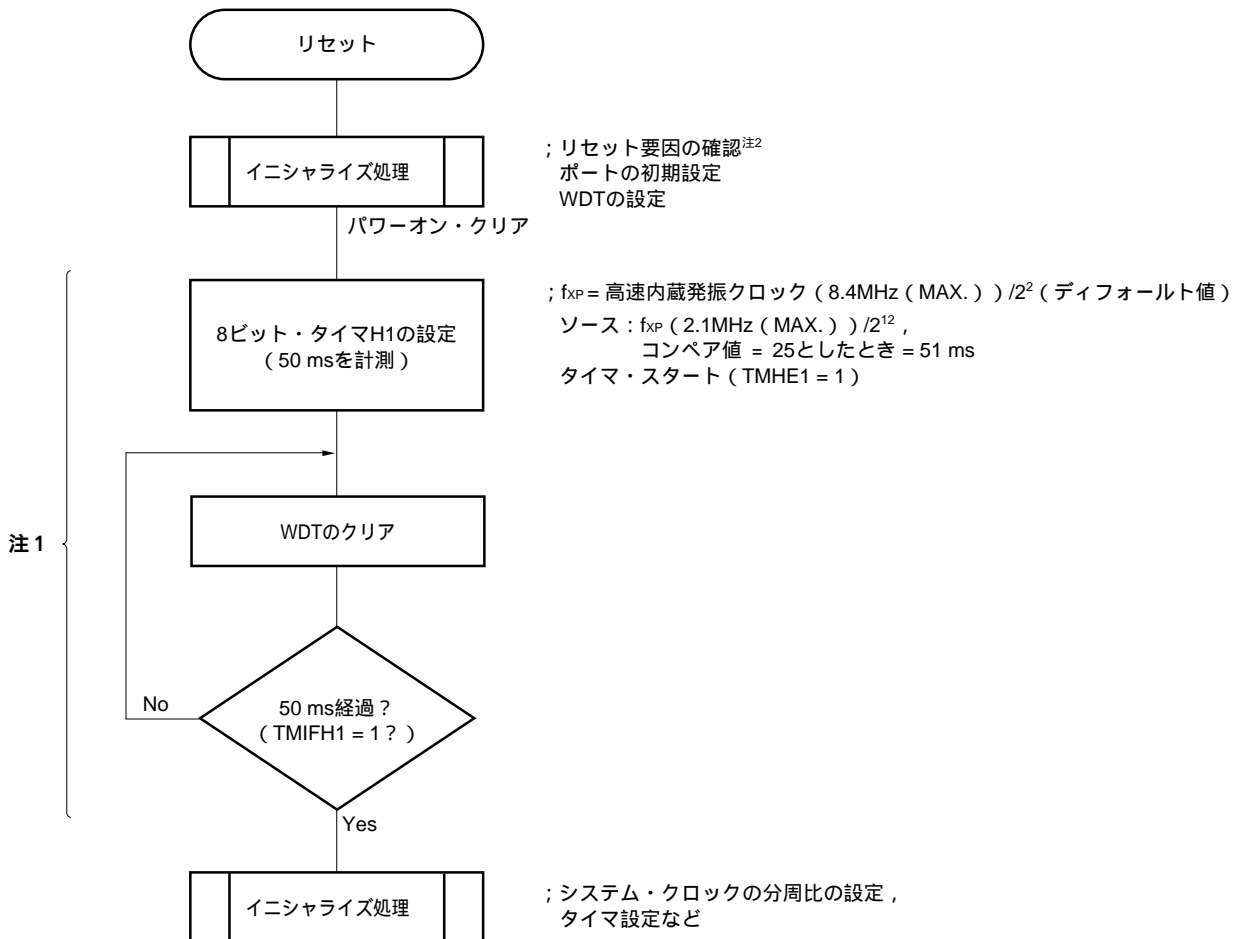 リセット
イニシャライズ処理
；リセット要因の確認注2
ポートの初期設定
WDTの設定
パワーオン・クリア
8ビット・タイマH1の設定
（50 msを計測）
；fXP = 高速内蔵発振クロック（8.4MHz（MAX.））/2²（ディフォールト値）
ソース：fXP（2.1MHz（MAX.））/2¹²，
コンペア値 = 25としたとき = 51 ms
タイマ・スタート（TMHE1 = 1）
注1
WDTのクリア
No
50 ms経過？
（TMIFH1 = 1？）
Yes
イニシャライズ処理
；システム・クロックの分周比の設定，
タイマ設定など